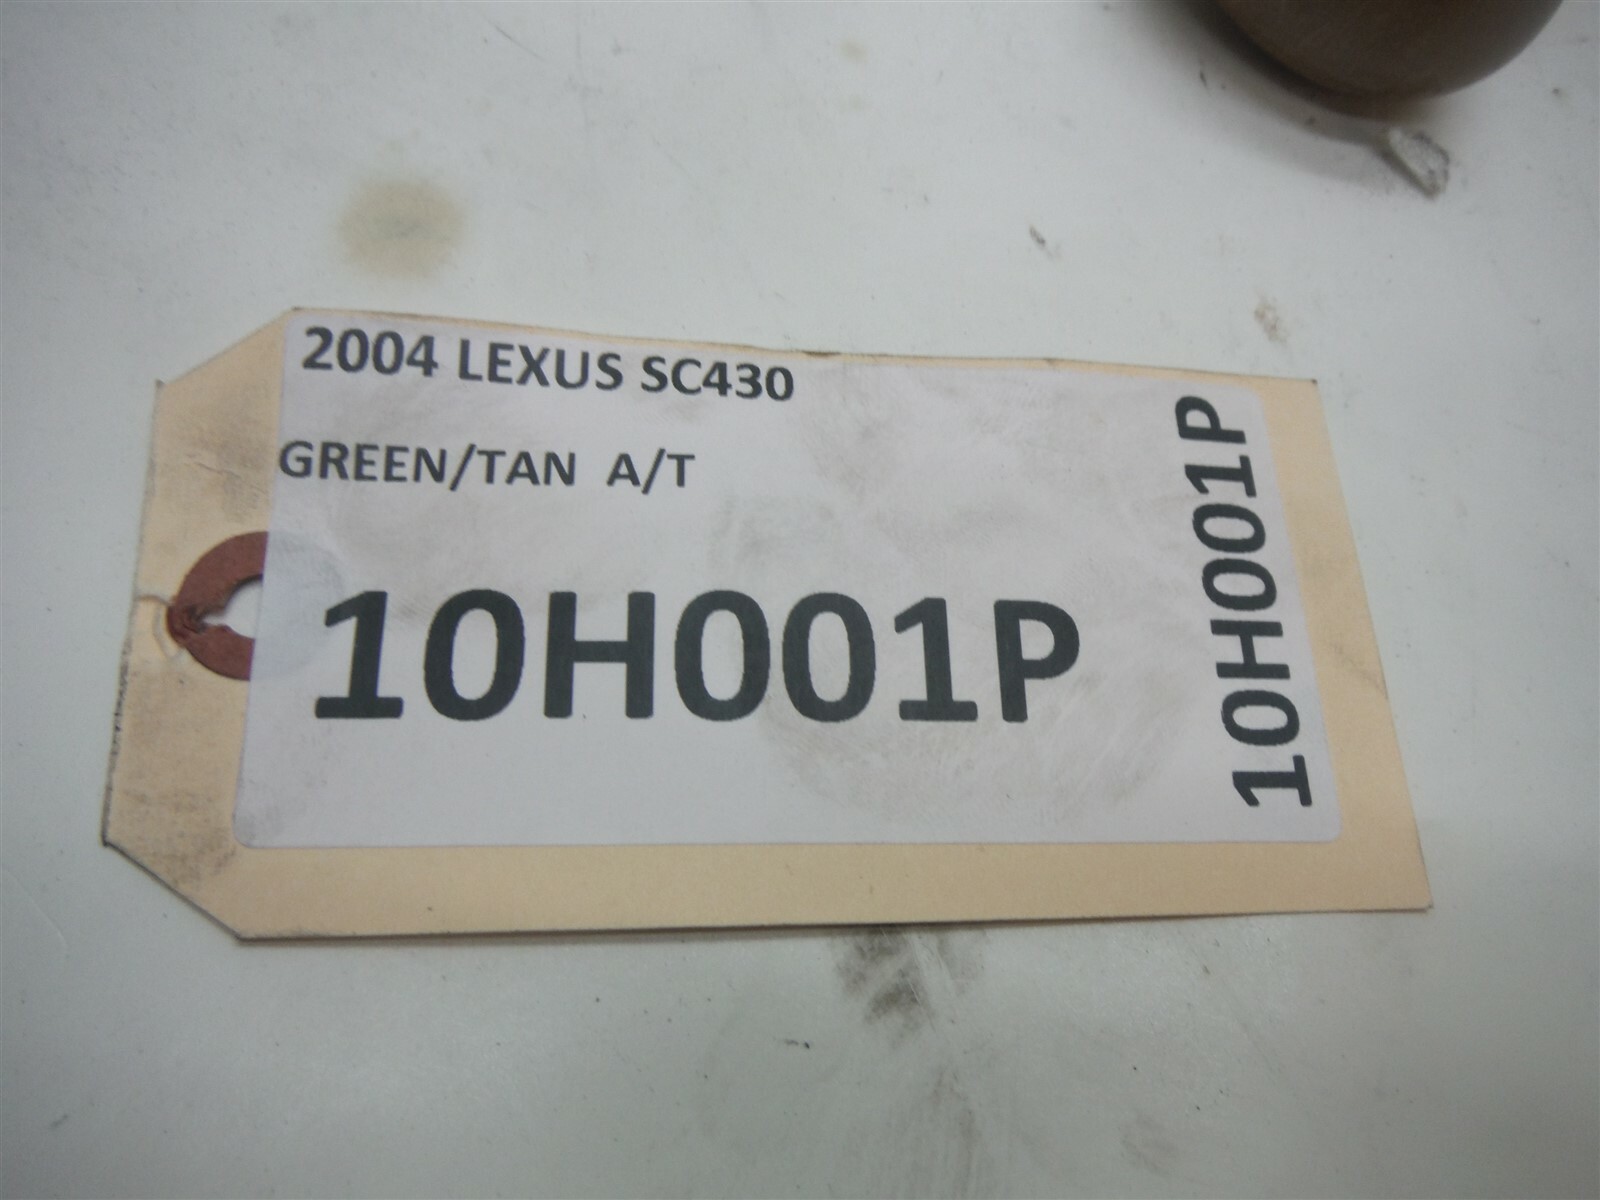 2004 LEXUS SC430
GREEN/TAN A/T
10H001P
10H001P